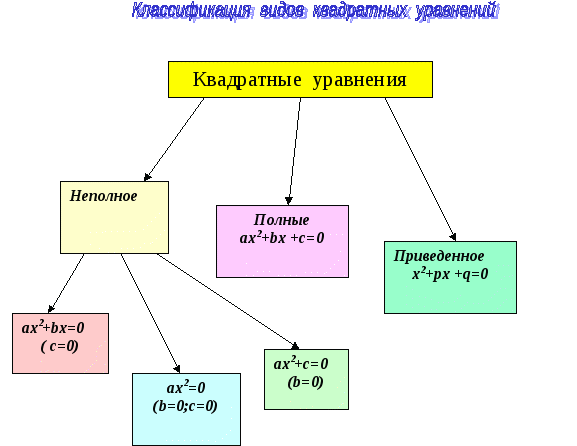 Классификация видов квадратных уравнений
Квадратные уравнения
Неполное
Полные
ax²+bx +c=0
Приведенное
x²+px +q=0
ax²+bx=0
( c=0)
ax²=0
(b=0;c=0)
ax²+c=0
(b=0)